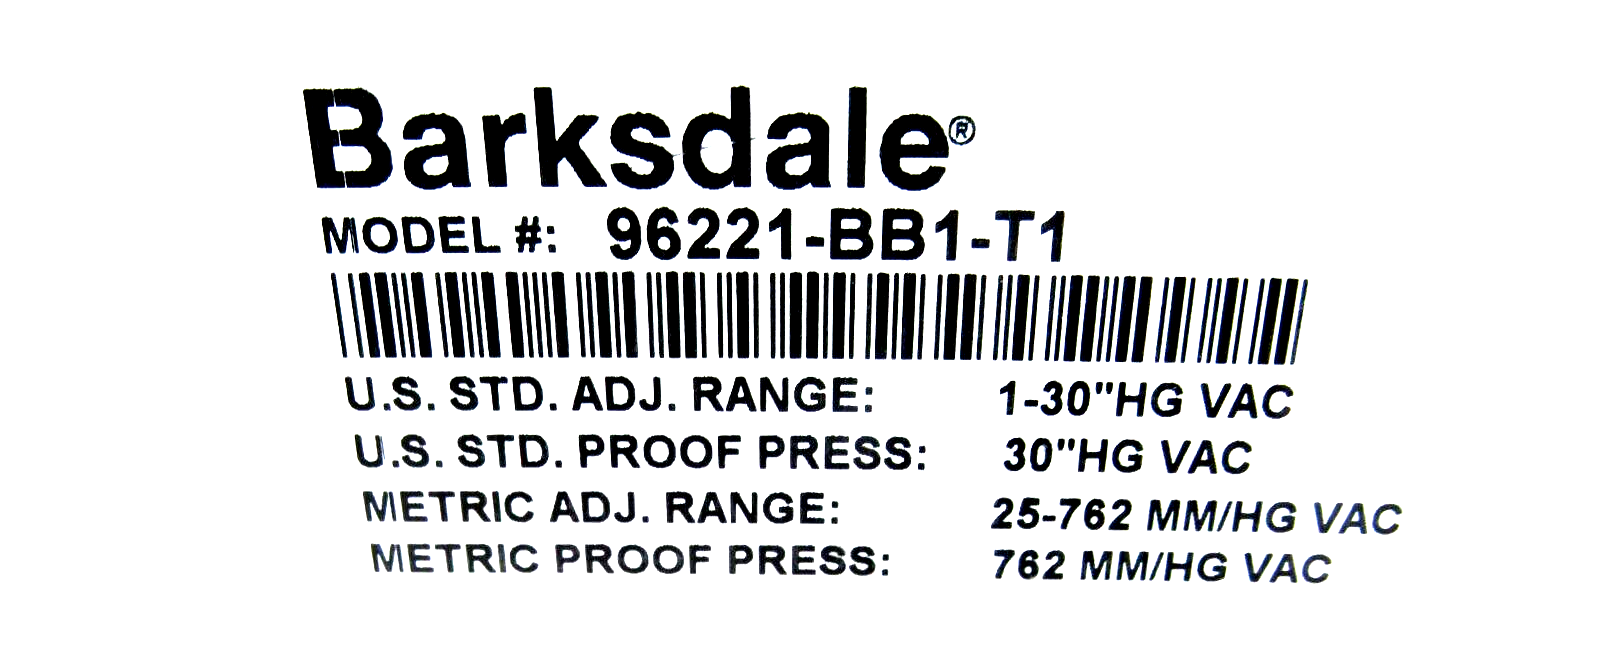 Barksdale®
MODEL #: 96221-BB1-T1
U.S. STD. ADJ. RANGE: 1-30"HG VAC
U.S. STD. PROOF PRESS: 30"HG VAC
METRIC ADJ. RANGE: 25-762 MM/HG VAC
METRIC PROOF PRESS: 762 MM/HG VAC